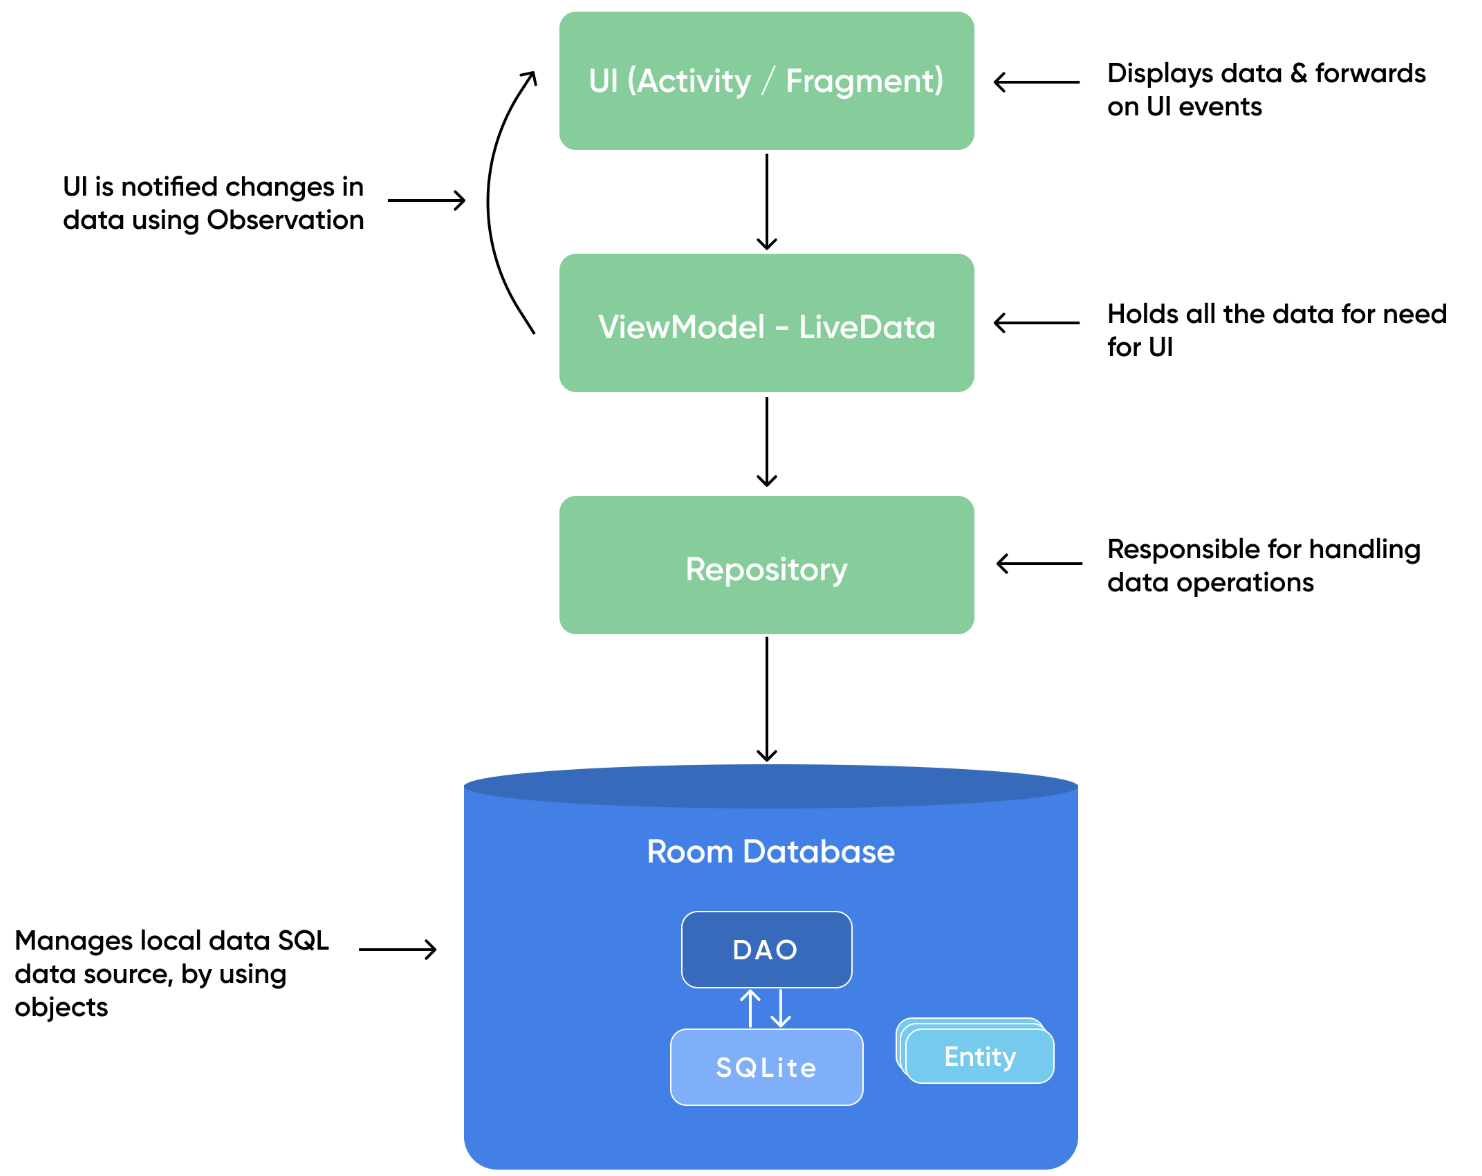 UI (Activity / Fragment)
Displays data & forwards
on UI events
UI is notified changes in
data using Observation
ViewModel - LiveData
Holds all the data for need
for UI
Repository
Responsible for handling
data operations
Room Database
Manages local data SQL
data source, by using
objects
DAO
SQLite
Entity